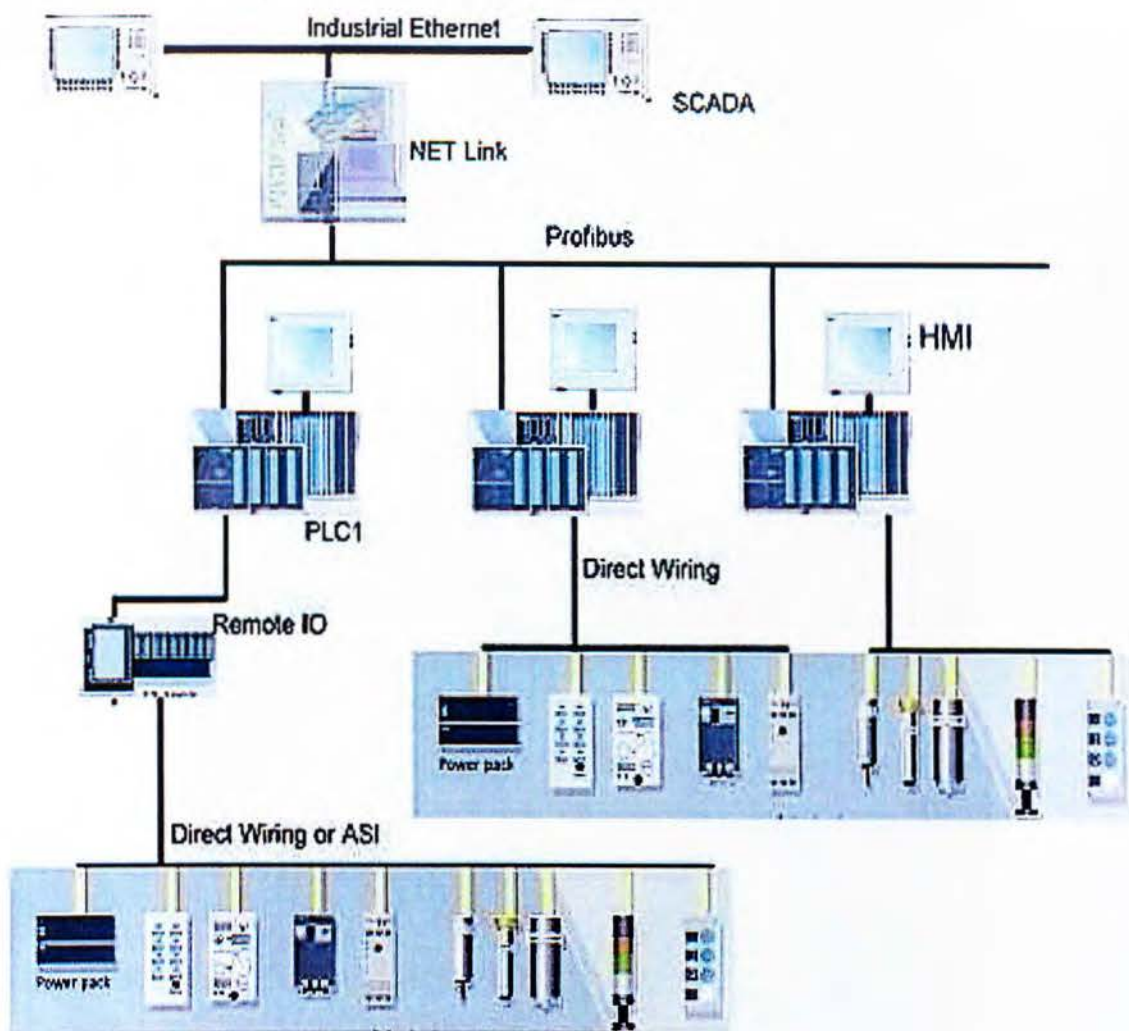 Industrial Ethernet
SCADA
NET Link
Profibus
HMI
PLC1
Direct Wiring
Remote IO
Power pack
Direct Wiring or ASI
Power pack